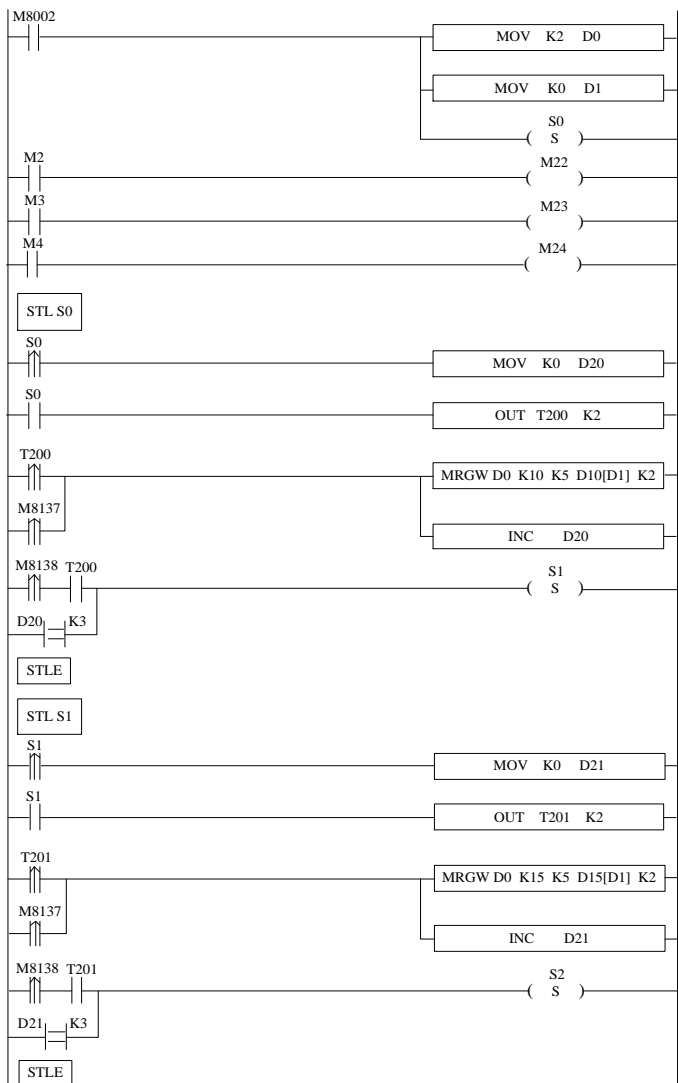 M8002
MOV K2 D0
MOV K0 D1
S0
( S )
M2
M22
( )
M3
M23
( )
M4
M24
( )
STL S0
S0
MOV K0 D20
S0
OUT T200 K2
T200
MRGW D0 K10 K5 D10[D1] K2
M8137
INC D20
M8138 T200
S1
( S )
D20 = K3
STLE
STL S1
S1
MOV K0 D21
S1
OUT T201 K2
T201
MRGW D0 K15 K5 D15[D1] K2
M8137
INC D21
M8138 T201
S2
( S )
D21 = K3
STLE